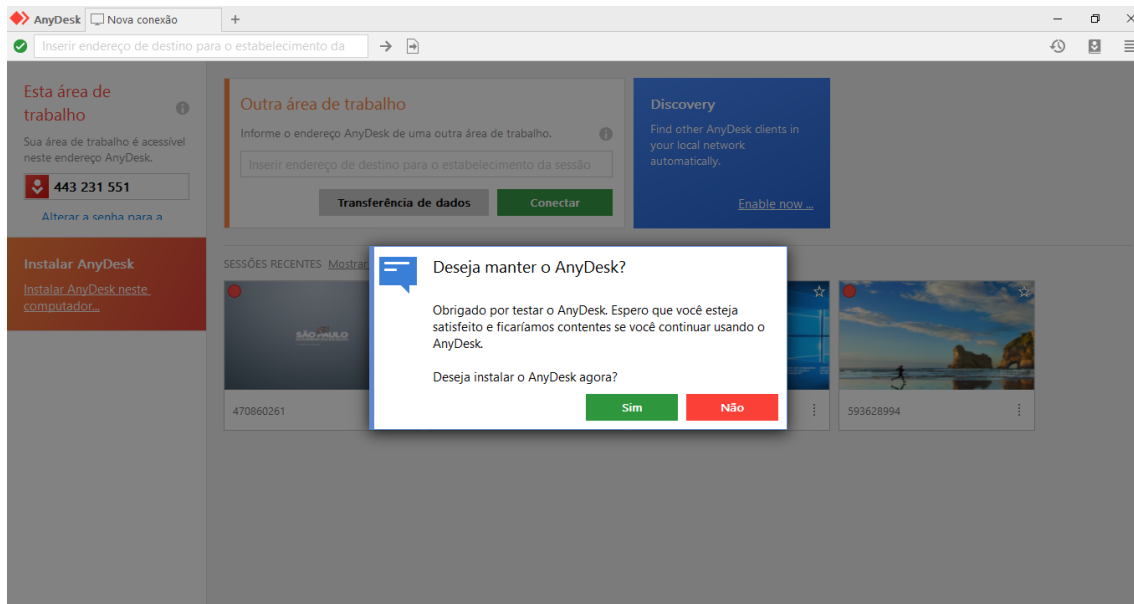 AnyDesk
Nova conexão
+
Inserir endereço de destino para o estabelecimento da
Esta área de
trabalho
Sua área de trabalho é acessível
neste endereço AnyDesk.
443 231 551
Alterar a senha para a
Instalar AnyDesk
Instalar AnyDesk neste
computador...
Outra área de trabalho
Informe o endereço AnyDesk de uma outra área de trabalho.
Inserir endereço de destino para o estabelecimento da sessão
Transferência de dados
Conectar
Discovery
Find other AnyDesk clients in
your local network
automatically.
Enable now ...
SESSÕES RECENTES Mostrar
SÃO PAULO
470860261
593628994
Deseja manter o AnyDesk?
Obrigado por testar o AnyDesk. Espero que você esteja
satisfeito e ficaríamos contentes se você continuar usando o
AnyDesk.
Deseja instalar o AnyDesk agora?
Sim
Não